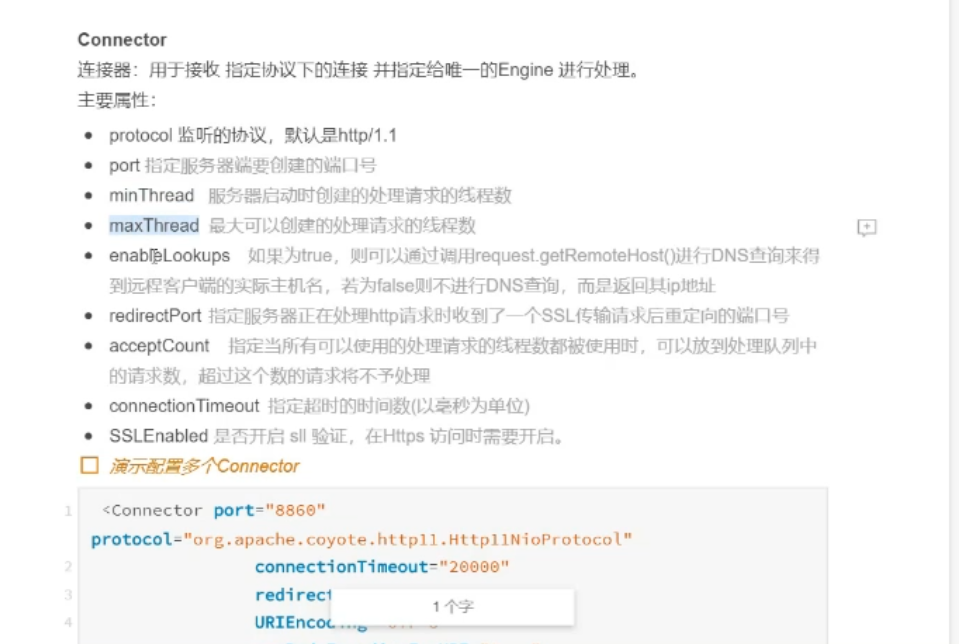 Connector
连接器：用于接收 指定协议下的连接 并指定给唯一的Engine 进行处理。
主要属性：
protocol 监听的协议，默认是http/1.1
port 指定服务器端要创建的端口号
minThread 服务器启动时创建的处理请求的线程数
maxThread 最大可以创建的处理请求的线程数
enableLookups 如果为true，则可以通过调用request.getRemoteHost()进行DNS查询来得
到远程客户端的实际主机名，若为false则不进行DNS查询，而是返回其ip地址
redirectPort 指定服务器正在处理http请求时收到了一个SSL传输请求后重定向的端口号
acceptCount 指定当所有可以使用的处理请求的线程数都被使用时，可以放到处理队列中
的请求数，超过这个数的请求将不予处理
connectionTimeout 指定超时的时间数(以毫秒为单位)
SSLEnabled 是否开启 sll 验证，在Https 访问时需要开启。
演示配置多个Connector
1 <Connector port="8860"
protocol="org.apache.coyote.http11.Http11NioProtocol"
2 connectionTimeout="20000"
3 redirect
1 个字
4